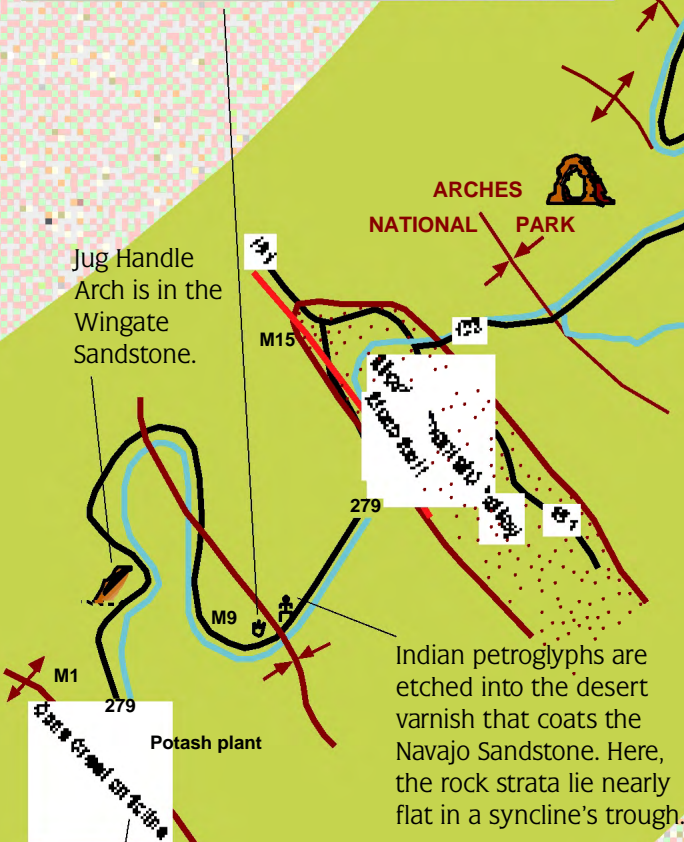 ARCHES
NATIONAL PARK
Jug Handle
Arch is in the
Wingate
Sandstone.
M15
279
M9
M1
279
Potash plant
Indian petroglyphs are
etched into the desert
varnish that coats the
Navajo Sandstone. Here,
the rock strata lie nearly
flat in a syncline's trough.